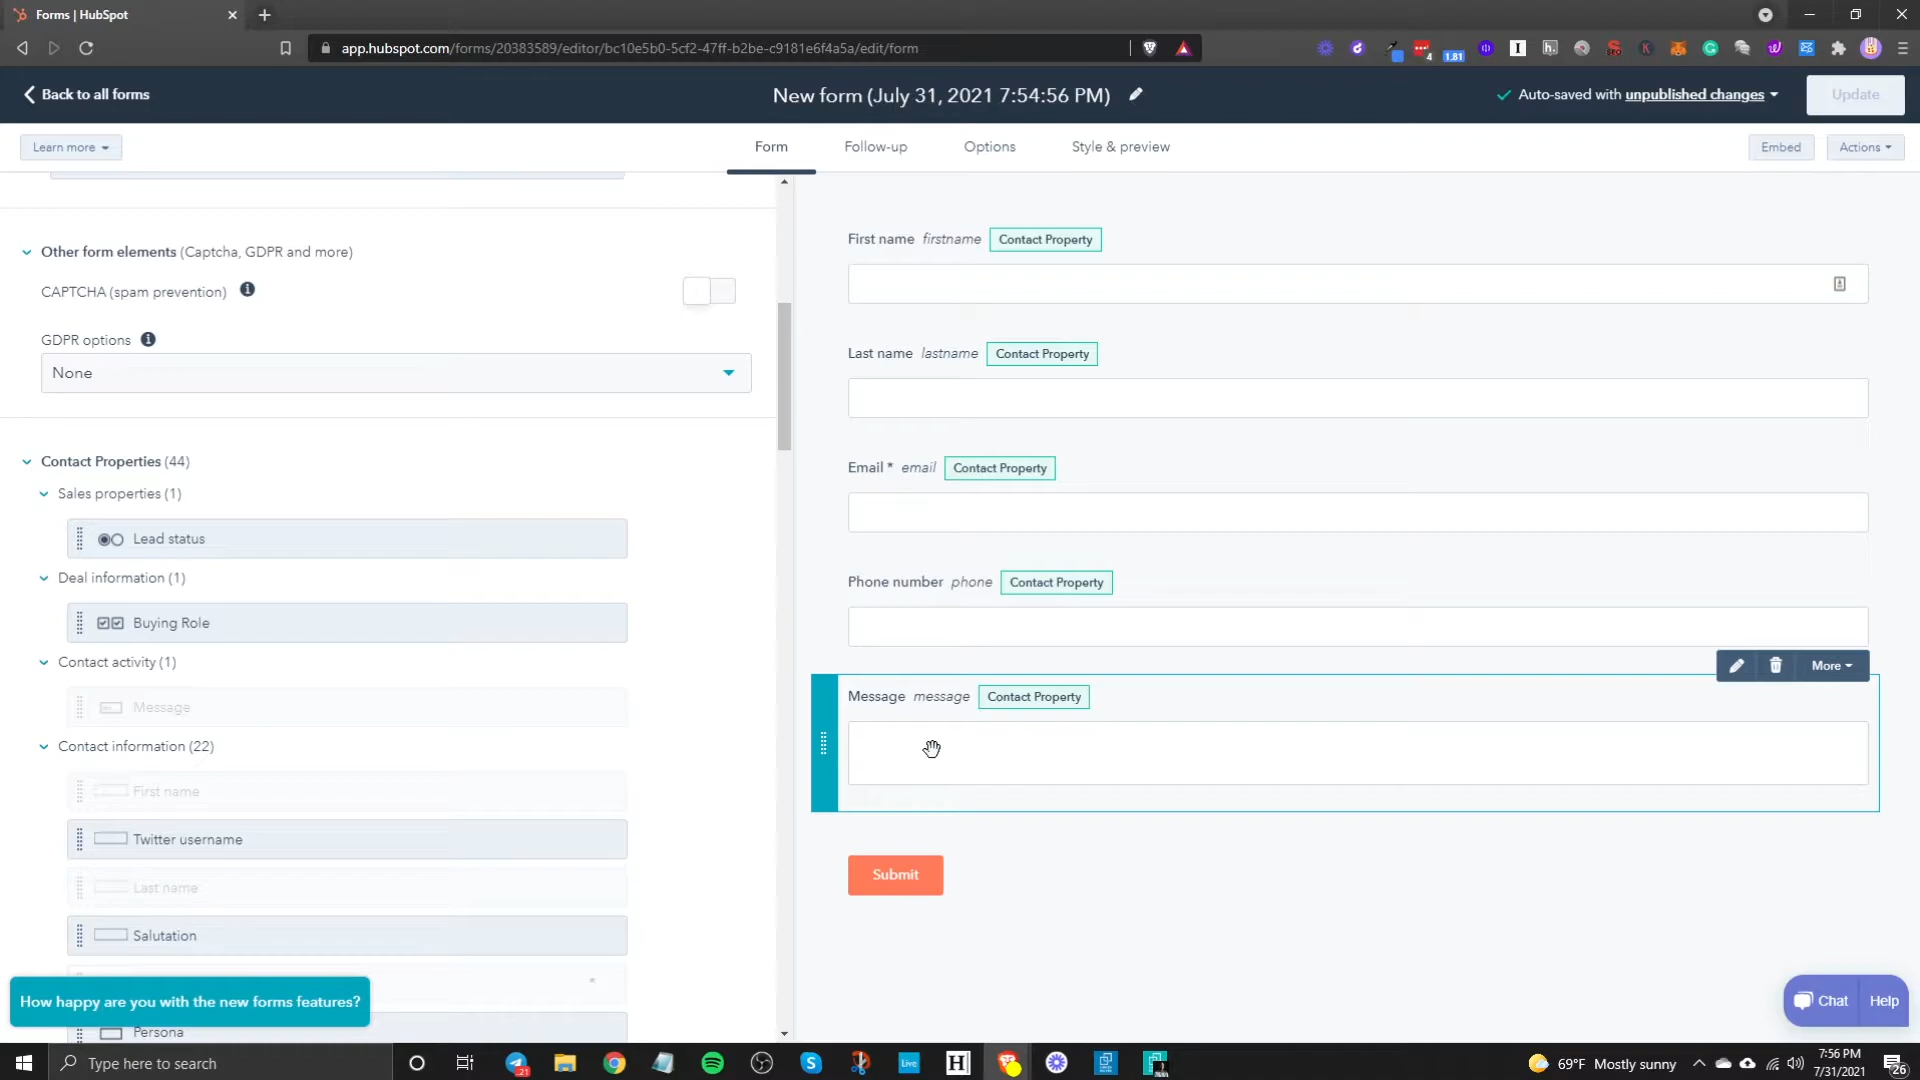 Forms | HubSpot
app.hubspot.com/forms/20383589/editor/bc10e5b0-5cf2-47ff-b2be-c9181e6f4a5a/edit/form
4
1.81
Back to all forms
New form (July 31, 2021 7:54:56 PM)
Auto-saved with unpublished changes
Update
Learn more
Form
Follow-up
Options
Style & preview
Embed
Actions
Other form elements (Captcha, GDPR and more)
CAPTCHA (spam prevention)
GDPR options
None
Contact Properties (44)
Sales properties (1)
Lead status
Deal information (1)
Buying Role
Contact activity (1)
Message
Contact information (22)
First name
Twitter username
Last name
Salutation
Persona
How happy are you with the new forms features?
First name firstname Contact Property
Last name lastname Contact Property
Email * email Contact Property
Phone number phone Contact Property
More
Message message Contact Property
Submit
Chat
Help
Type here to search
21
Live
H
69°F Mostly sunny
7:56 PM
7/31/2021
26